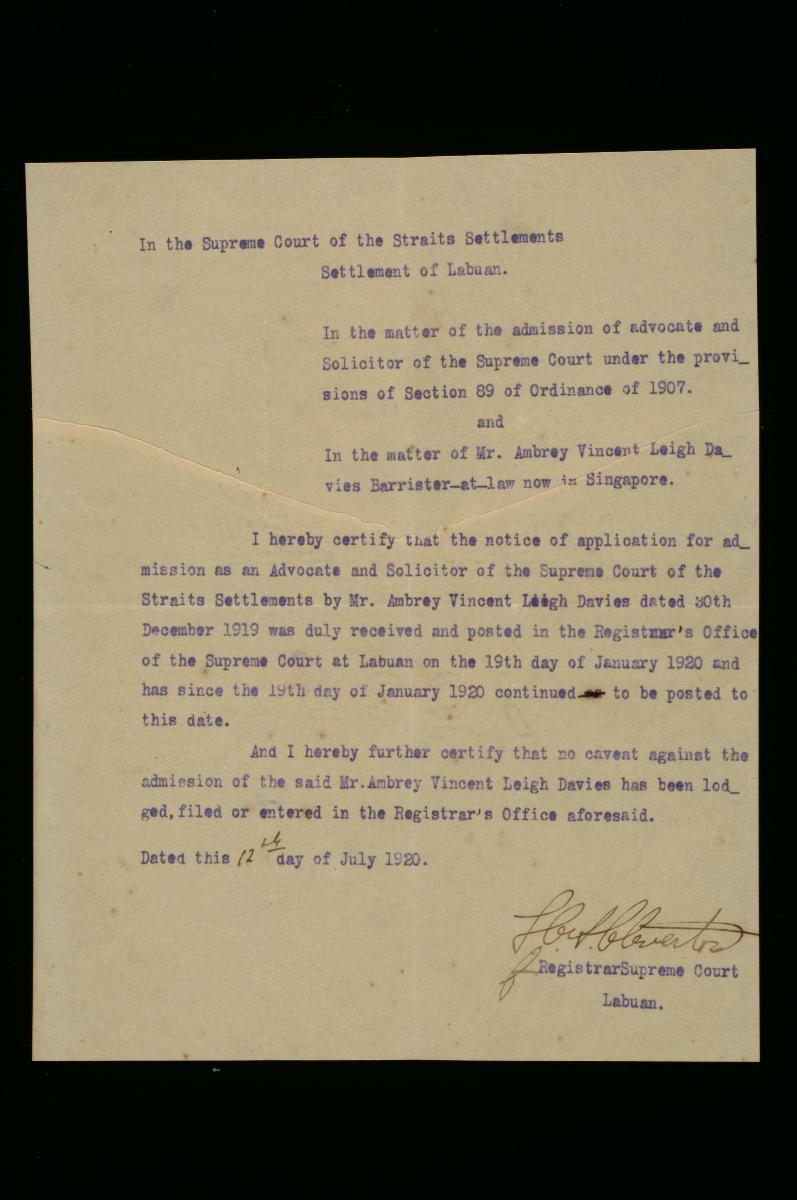 In the Supreme Court of the Straits Settlements
Settlement of Labuan.
In the matter of the admission of advocate and
Solicitor of the Supreme Court under the provi_
sions of Section 89 of Ordinance of 1907.
and
In the matter of Mr. Ambrey Vincent Leigh Da_
vies Barrister-at-law now in Singapore.
I hereby certify that the notice of application for ad_
mission as an Advocate and Solicitor of the Supreme Court of the
Straits Settlements by Mr. Ambrey Vincent Leigh Davies dated 30th
December 1919 was duly received and posted in the Registrar's Office
of the Supreme Court at Labuan on the 19th day of January 1920 and
has since the 19th day of January 1920 continued to be posted to
this date.
And I hereby further certify that no caveat against the
admission of the said Mr.Ambrey Vincent Leigh Davies has been lod_
ged,filed or entered in the Registrar's Office aforesaid.
Dated this 12th day of July 1920.
RegistrarSupreme Court
Labuan.